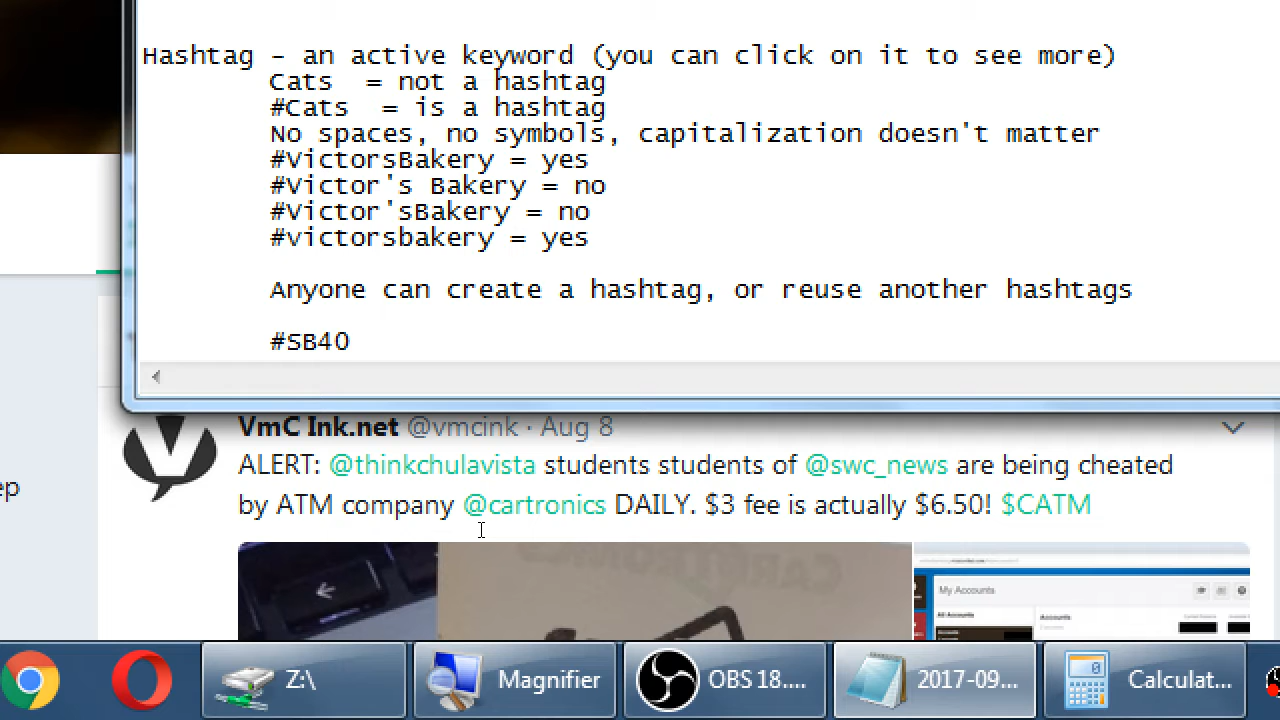 Hashtag - an active keyword (you can click on it to see more)
Cats = not a hashtag
#Cats = is a hashtag
No spaces, no symbols, capitalization doesn't matter
#VictorsBakery = yes
#Victor's Bakery = no
#Victor'sBakery = no
#victorsbakery = yes
Anyone can create a hashtag, or reuse another hashtags
#SB40
VmC Ink.net @vmcink · Aug 8
ALERT: @thinkchulavista students students of @swc_news are being cheated
by ATM company @cartronics DAILY. $3 fee is actually $6.50! $CATM
ep
My Accounts
Accounts
Z:\
Magnifier
OBS 18....
2017-09...
Calculat...